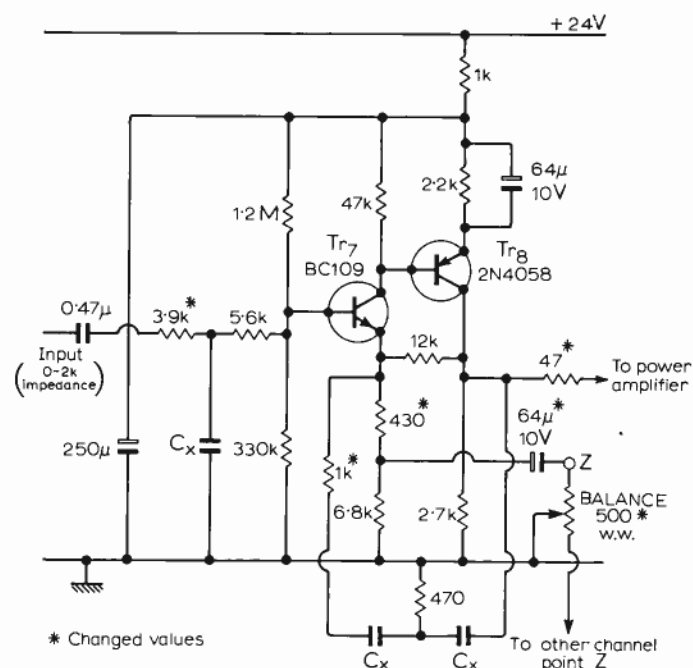 +24V
1k
64μ
10V
2·2k
1·2M
47k
Tr7
BC109
Tr8
2N4058
0·47μ
3·9k*
5·6k
12k
47*
To power
amplifier
Input
(0-2k
impedance)
430*
64μ*
10V
Z
250μ
Cx
330k
1k*
6.8k
2·7k
BALANCE
500*
w.w.
470
* Changed values
Cx
Cx
To other channel
point Z